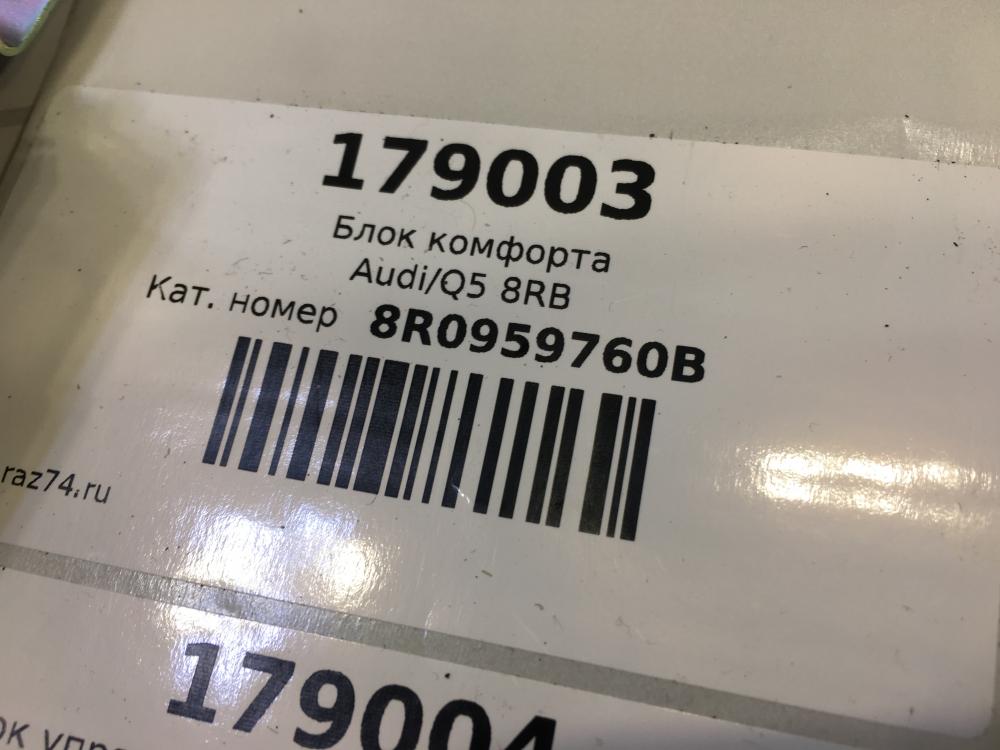 179003
Блок комфорта
Audi/Q5 8RB
Кат. номер 8R0959760B
raz74.ru
179004